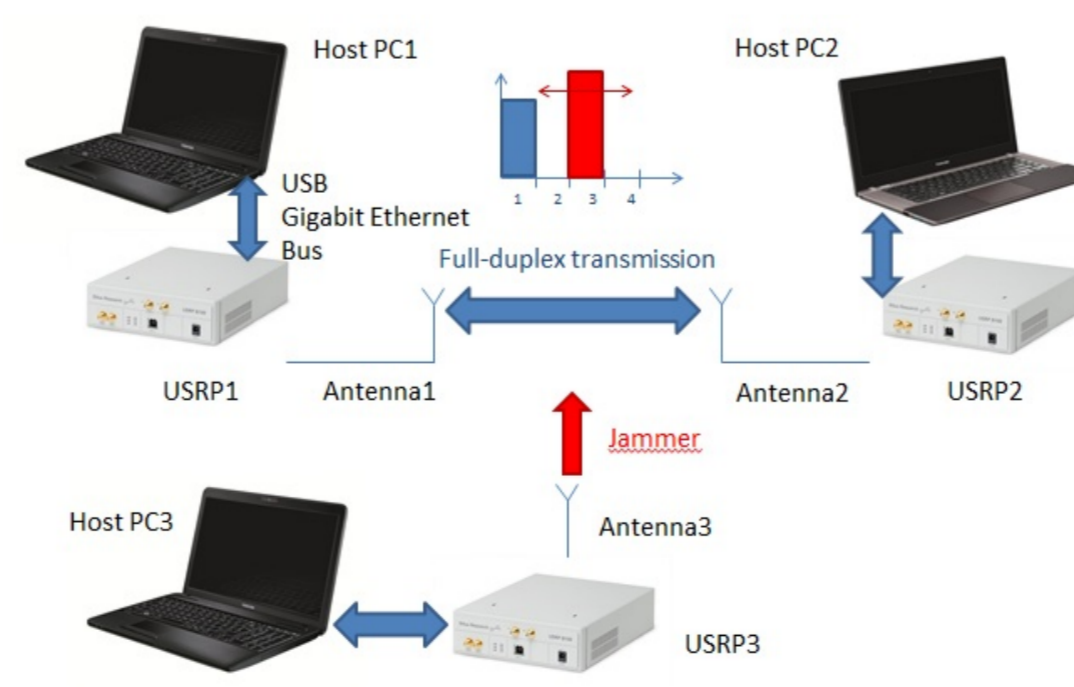 Host PC1
Host PC2
1 2 3 4
USB
Gigabit Ethernet
Bus
Full-duplex transmission
USRP1
Antenna1
Antenna2
USRP2
Jammer
Host PC3
Antenna3
USRP3